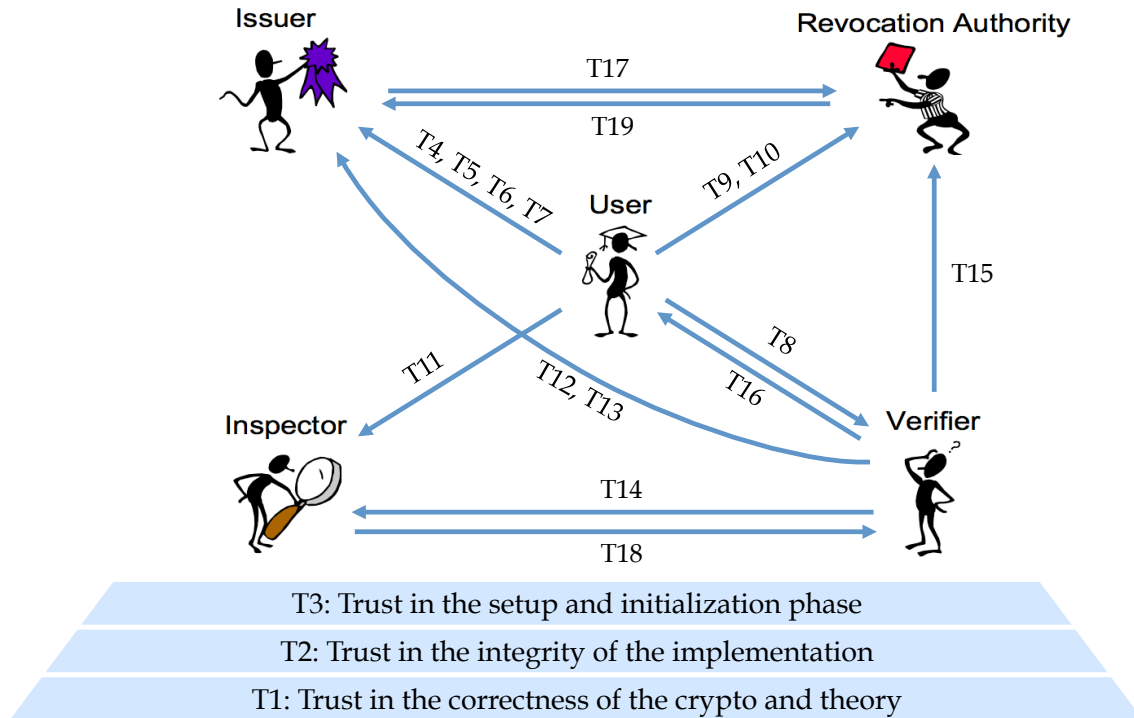 Issuer
Revocation Authority
T17
T19
T4, T5, T6, T7
T9, T10
User
T15
T8
T11
T16
T12, T13
Inspector
Verifier
?
T14
T18
T3: Trust in the setup and initialization phase
T2: Trust in the integrity of the implementation
T1: Trust in the correctness of the crypto and theory